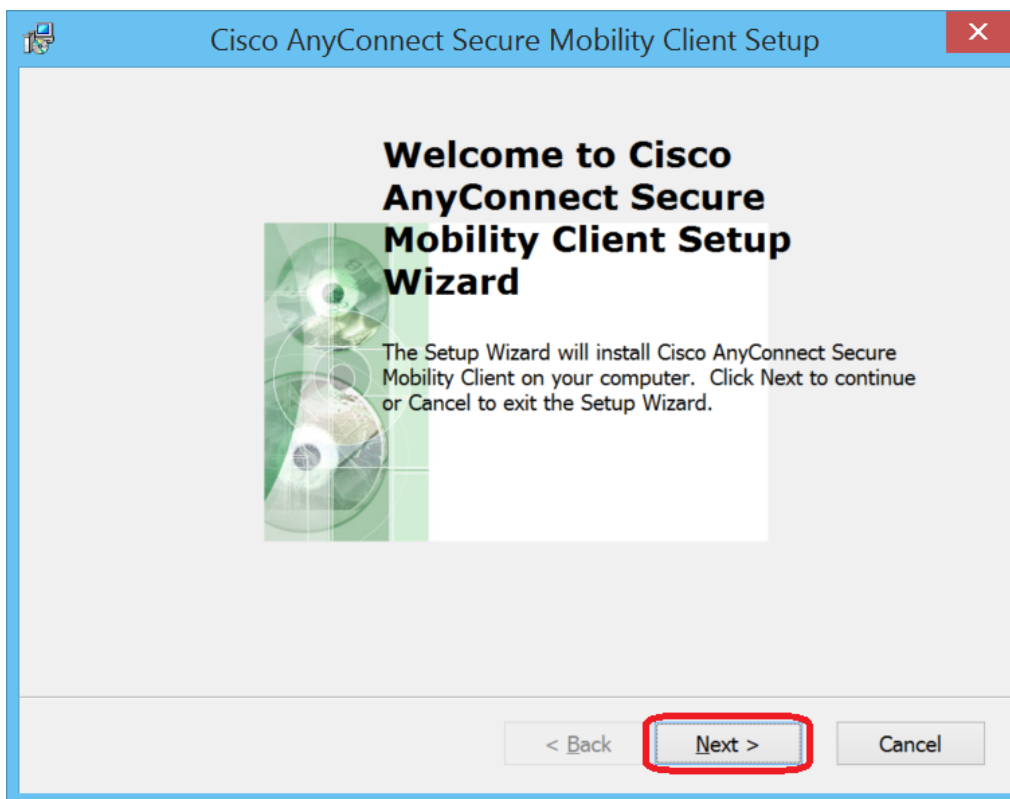 Cisco AnyConnect Secure Mobility Client Setup
Welcome to Cisco
AnyConnect Secure
Mobility Client Setup
Wizard
The Setup Wizard will install Cisco AnyConnect Secure
Mobility Client on your computer.  Click Next to continue
or Cancel to exit the Setup Wizard.
< Back
Next >
Cancel